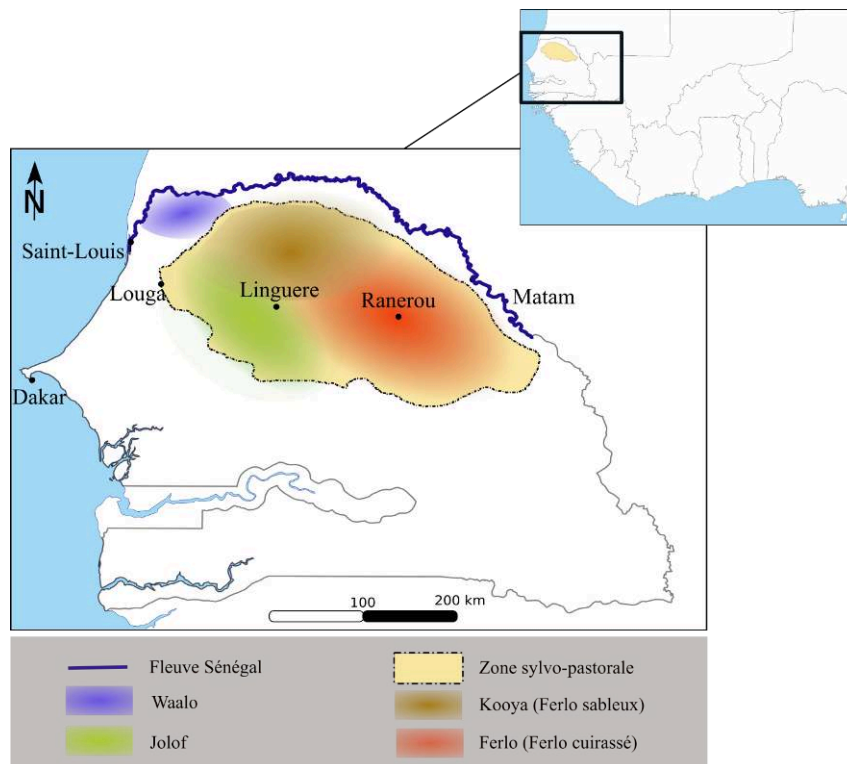 N
Saint-Louis
Louga
Linguere
Ranerou
Matam
Dakar
100
200 km
Fleuve Sénégal
Zone sylvo-pastorale
Waalo
Kooya (Ferlo sableux)
Jolof
Ferlo (Ferlo cuirassé)